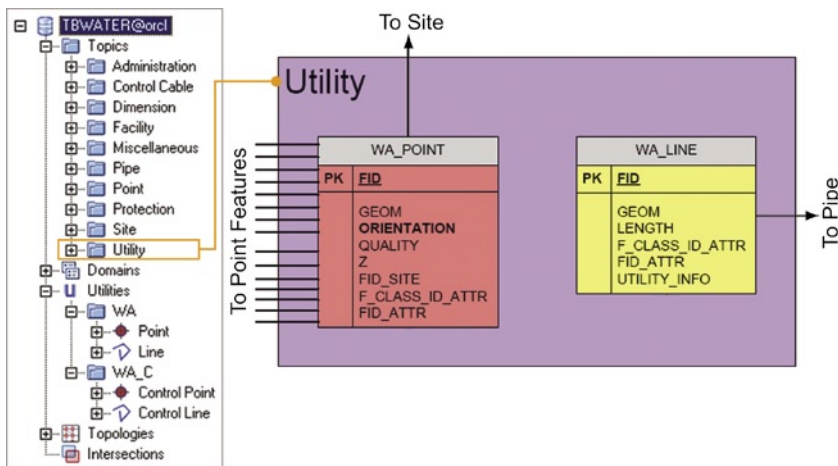 TBWATER@orcl
Topics
Administration
Control Cable
Dimension
Facility
Miscellaneous
Pipe
Point
Protection
Site
Utility
Domains
Utilities
WA
Point
Line
WA_C
Control Point
Control Line
Topologies
Intersections
To Site
Utility
To Point Features
WA_POINT
PK FID
GEOM
ORIENTATION
QUALITY
Z
FID_SITE
F_CLASS_ID_ATTR
FID_ATTR
WA_LINE
PK FID
GEOM
LENGTH
F_CLASS_ID_ATTR
FID_ATTR
UTILITY_INFO
To Pipe